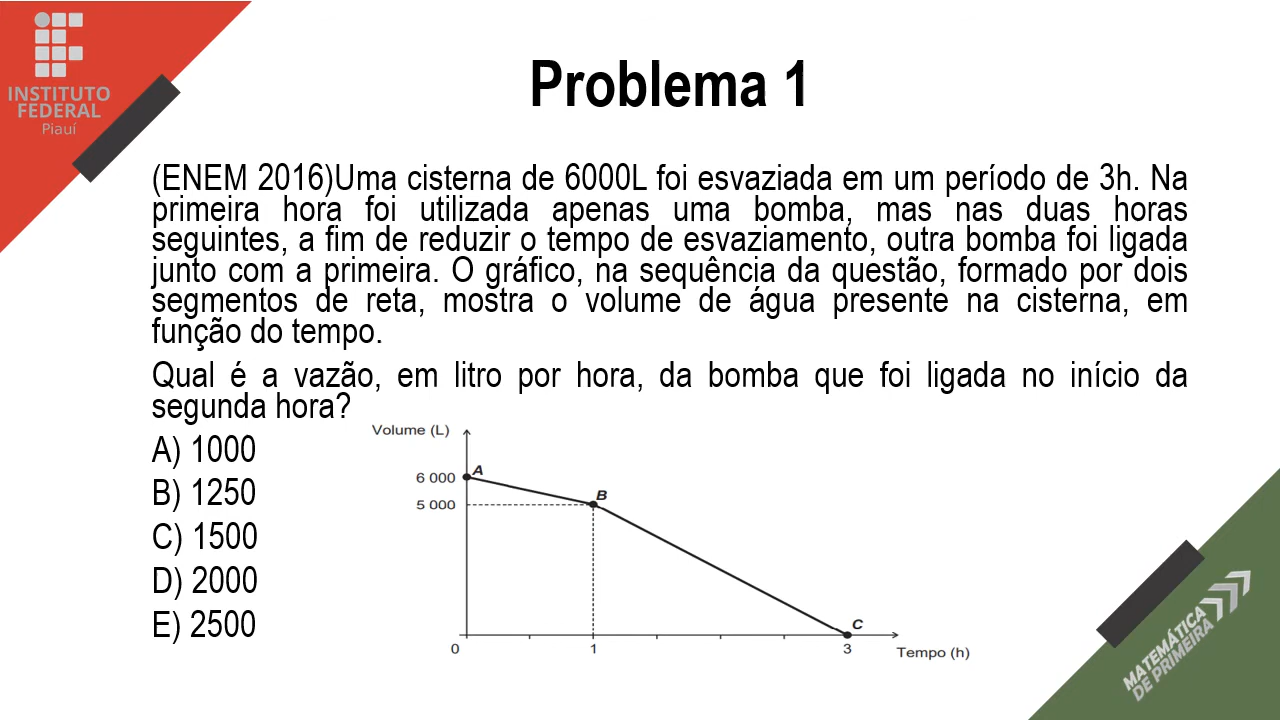 INSTITUTO
FEDERAL
Piauí
Problema 1
(ENEM 2016)Uma cisterna de 6000L foi esvaziada em um período de 3h. Na
primeira hora foi utilizada apenas uma bomba, mas nas duas horas
seguintes, a fim de reduzir o tempo de esvaziamento, outra bomba foi ligada
junto com a primeira. O gráfico, na sequência da questão, formado por dois
segmentos de reta, mostra o volume de água presente na cisterna, em
função do tempo.
Qual é a vazão, em litro por hora, da bomba que foi ligada no início da
segunda hora?
A) 1000
B) 1250
C) 1500
D) 2000
E) 2500
Volume (L)
6 000
A
5 000
B
C
0
1
3
Tempo (h)
MATEMÁTICA
DE PRIMEIRA